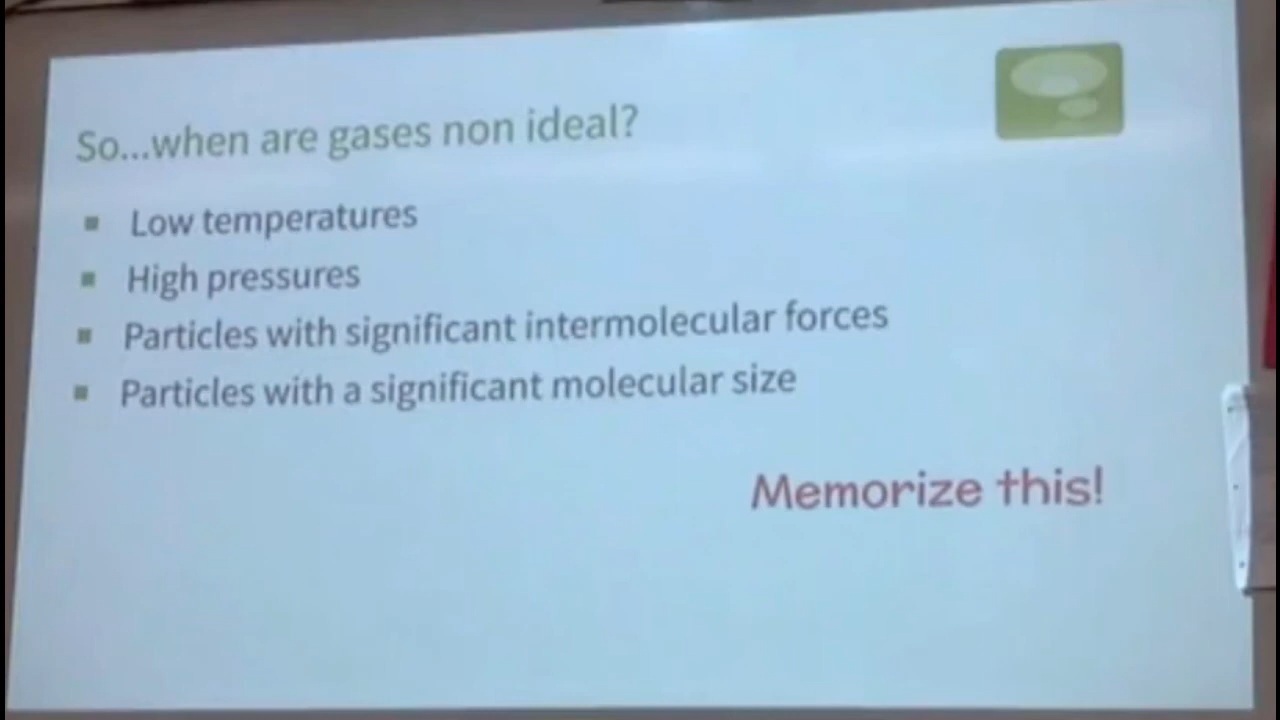 So...when are gases non ideal?
▪ Low temperatures
▪ High pressures
▪ Particles with significant intermolecular forces
▪ Particles with a significant molecular size
Memorize this!